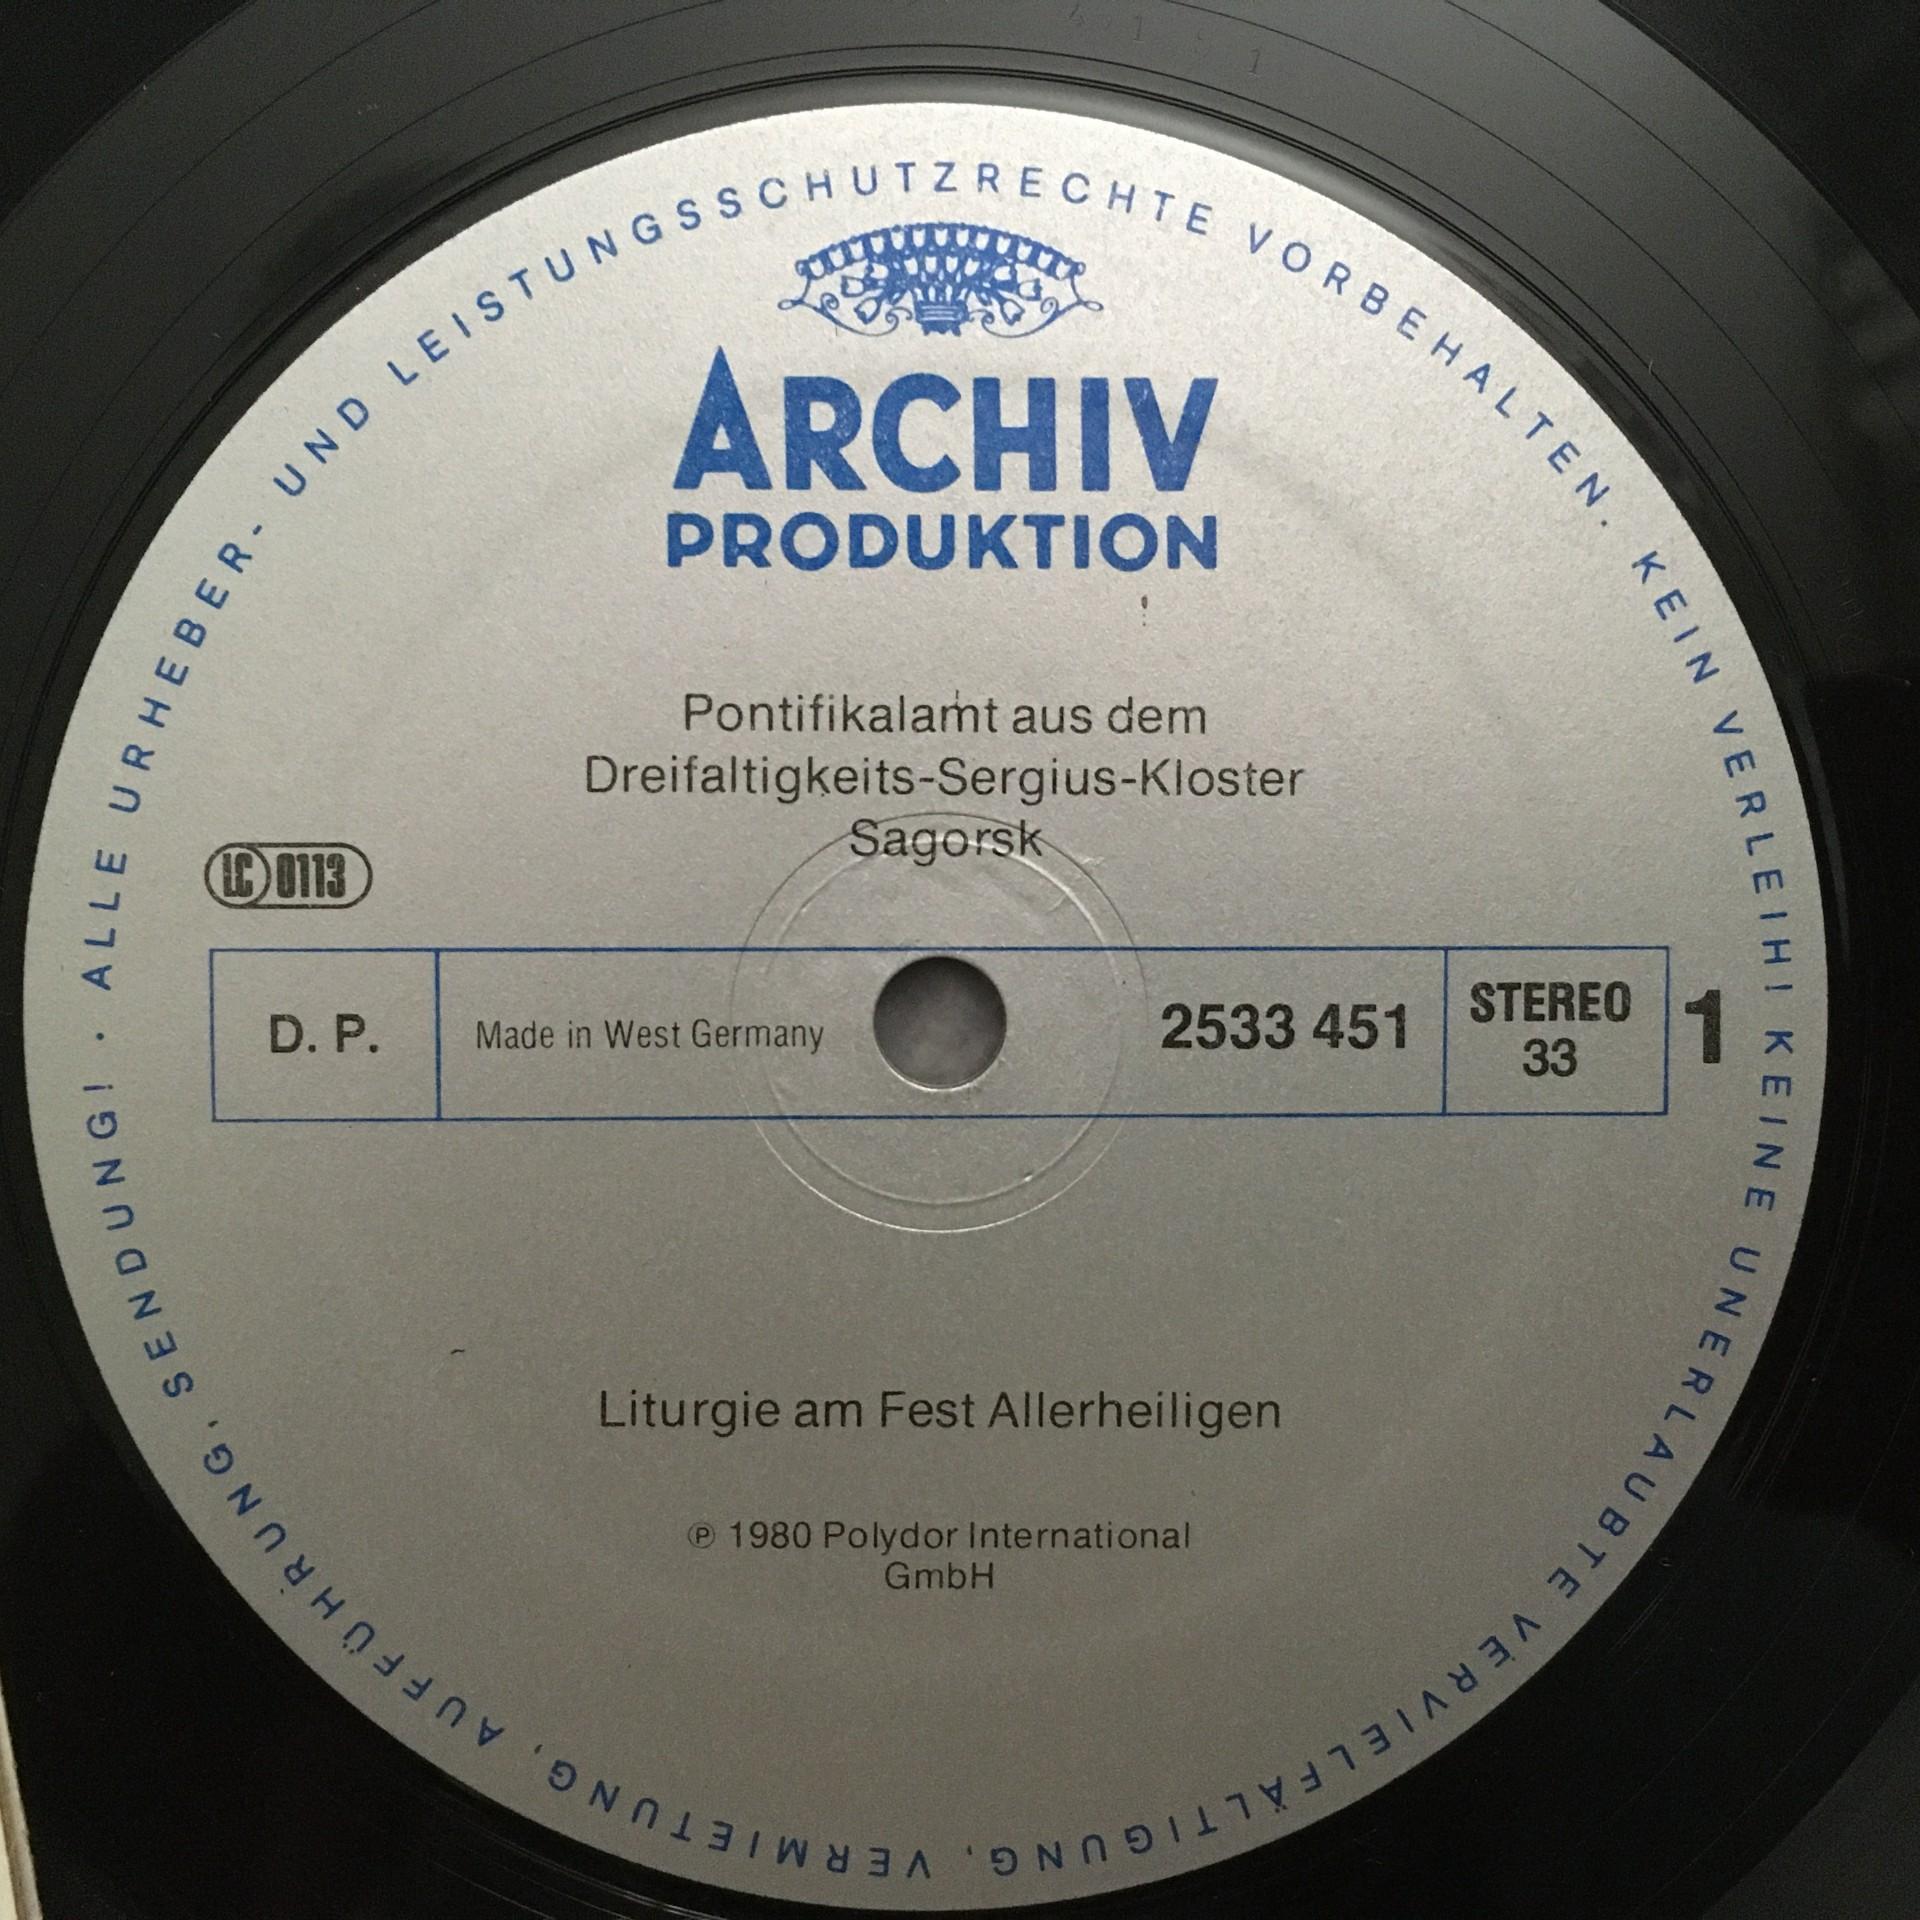 ALLE URHEBER- UND LEISTUNGSSCHUTZRECHTE VORBEHALTEN. KEIN VERLEIH! KEINE UNERLAUBTE VERVIELFÄLTIGUNG, VERMIETUNG, AUFFÜHRUNG, SENDUNG! ·
ARCHIV
PRODUKTION
Pontifikalamt aus dem
Dreifaltigkeits-Sergius-Kloster
Sagorsk
LC 0113
D. P.
Made in West Germany
2533 451
STEREO
33
1
Liturgie am Fest Allerheiligen
℗ 1980 Polydor International
GmbH